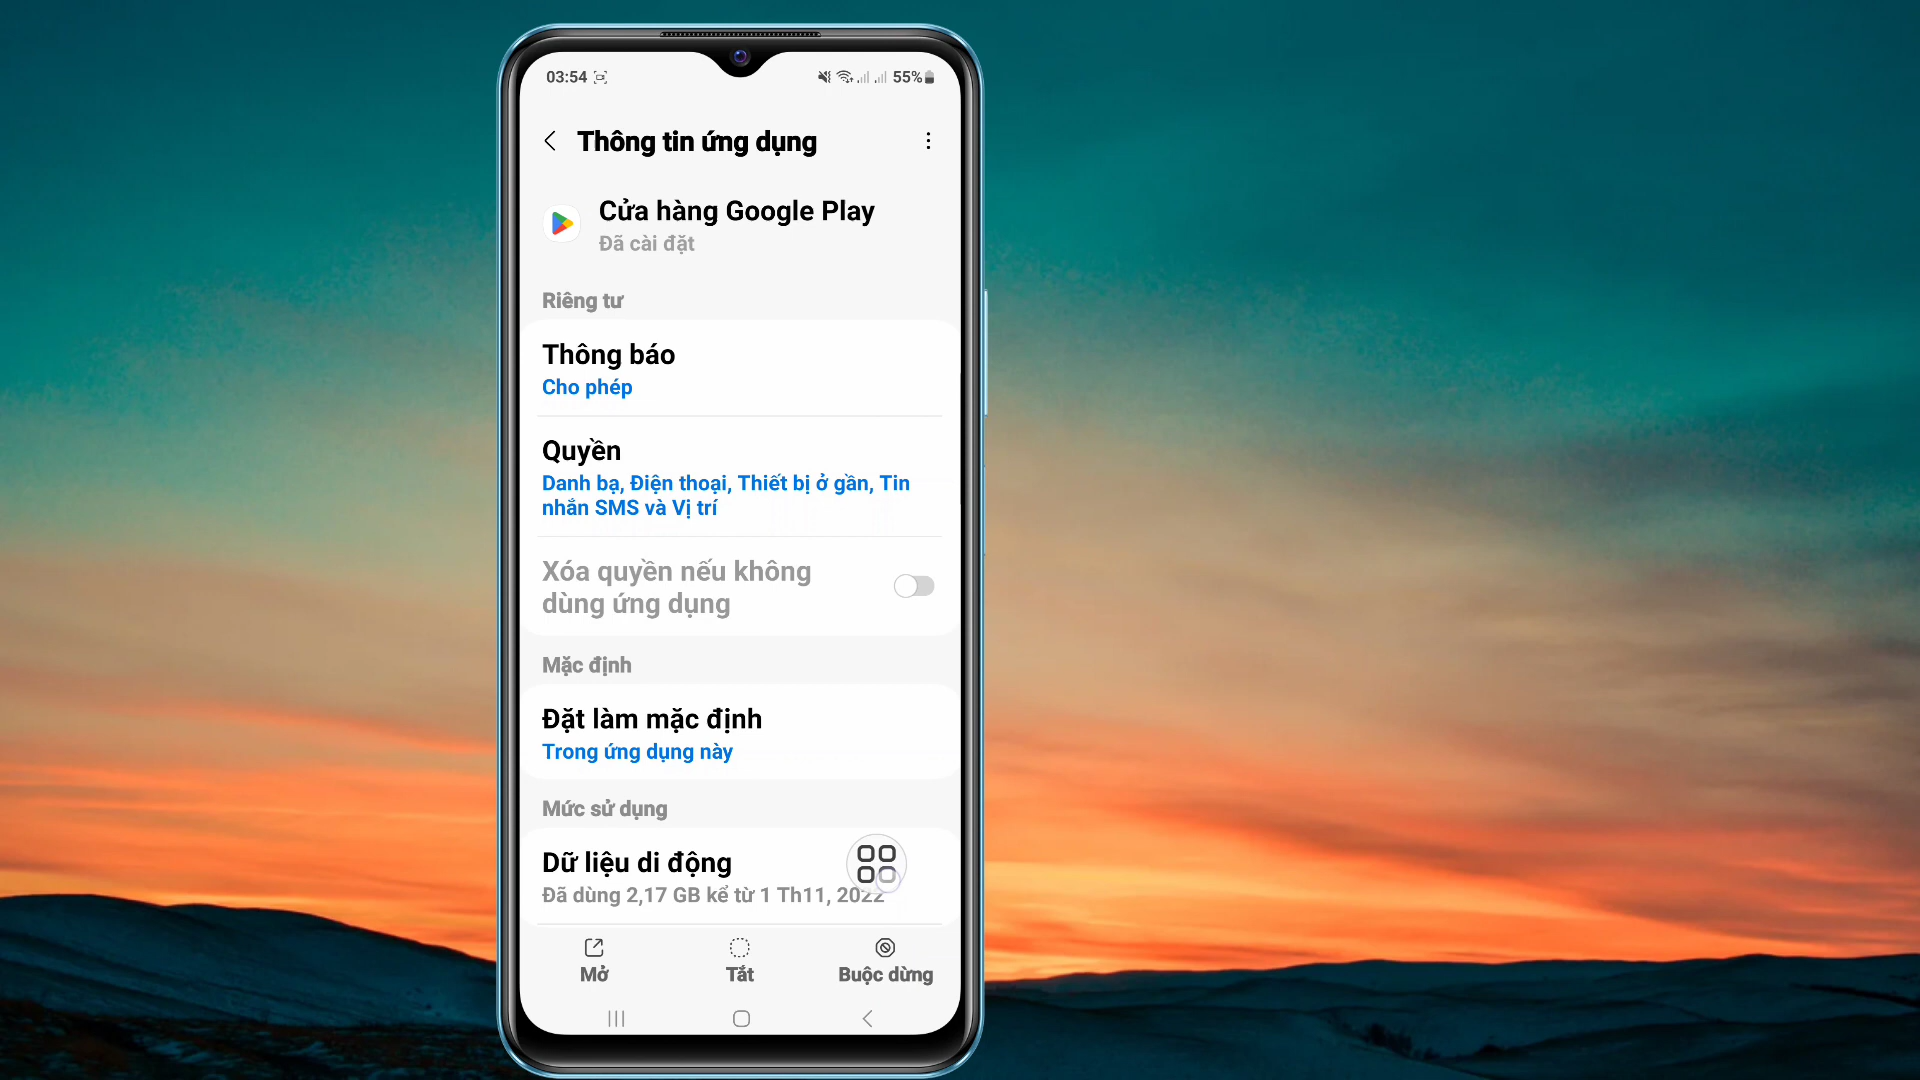 03:54
55%
Thông tin ứng dụng
Cửa hàng Google Play
Đã cài đặt
Riêng tư
Thông báo
Cho phép
Quyền
Danh bạ, Điện thoại, Thiết bị ở gần, Tin
nhắn SMS và Vị trí
Xóa quyền nếu không
dùng ứng dụng
Mặc định
Đặt làm mặc định
Trong ứng dụng này
Mức sử dụng
Dữ liệu di động
Đã dùng 2,17 GB kể từ 1 Th11, 2022
Mở
Tắt
Buộc dừng